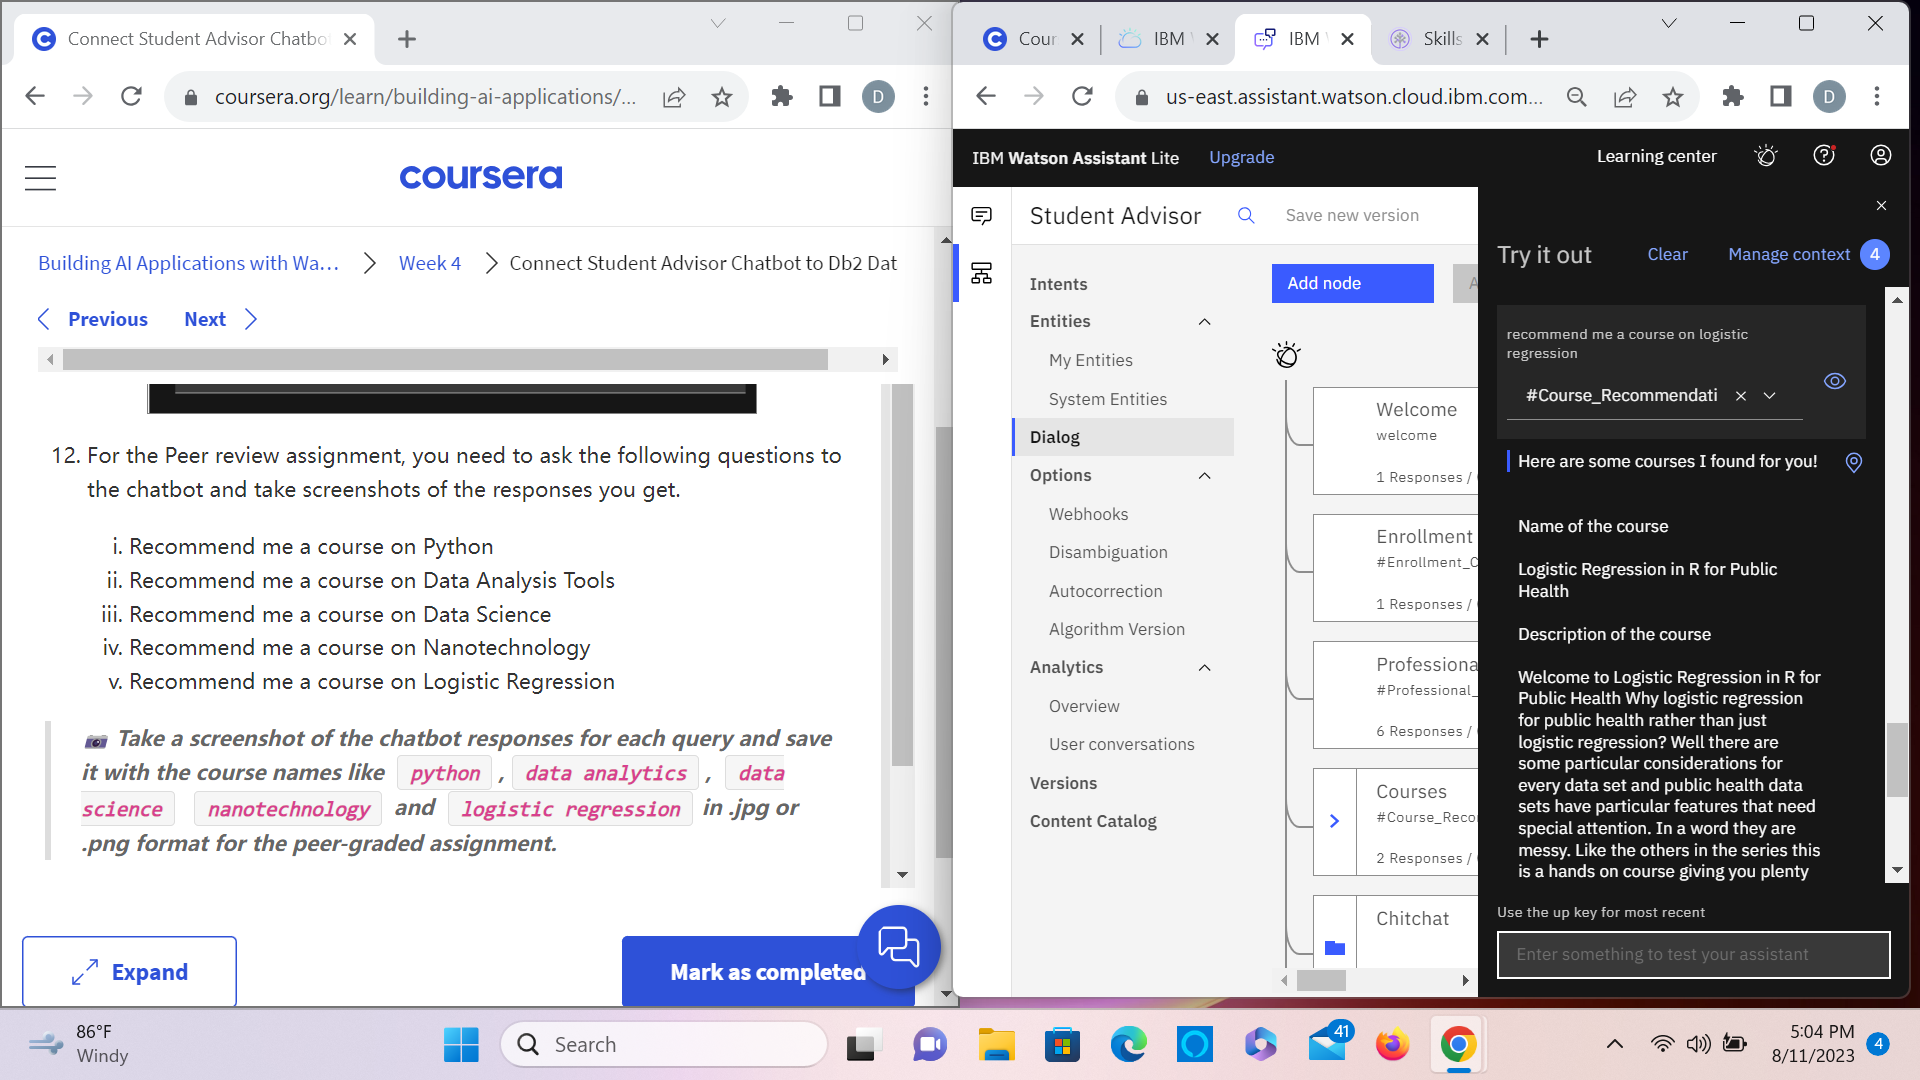 Connect Student Advisor Chatbo
coursera.org/learn/building-ai-applications/...
D
coursera
Building AI Applications with Wa...
Week 4
Connect Student Advisor Chatbot to Db2 Dat
Previous
Next
12. For the Peer review assignment, you need to ask the following questions to
the chatbot and take screenshots of the responses you get.
i. Recommend me a course on Python
ii. Recommend me a course on Data Analysis Tools
iii. Recommend me a course on Data Science
iv. Recommend me a course on Nanotechnology
v. Recommend me a course on Logistic Regression
Take a screenshot of the chatbot responses for each query and save
it with the course names like python , data analytics , data
science nanotechnology and logistic regression in .jpg or
.png format for the peer-graded assignment.
Expand
Mark as completed
Cour
IBM
IBM
Skills
us-east.assistant.watson.cloud.ibm.com...
D
IBM Watson Assistant Lite
Upgrade
Learning center
Student Advisor
Save new version
Intents
Entities
My Entities
System Entities
Dialog
Options
Webhooks
Disambiguation
Autocorrection
Algorithm Version
Analytics
Overview
User conversations
Versions
Content Catalog
Add node
A
Welcome
welcome
1 Responses /
Enrollment
#Enrollment_C
1 Responses /
Professiona
#Professional_
6 Responses /
Courses
#Course_Recor
2 Responses /
Chitchat
Try it out
Clear
Manage context
4
recommend me a course on logistic
regression
#Course_Recommendati
Here are some courses I found for you!
Name of the course
Logistic Regression in R for Public
Health
Description of the course
Welcome to Logistic Regression in R for
Public Health Why logistic regression
for public health rather than just
logistic regression? Well there are
some particular considerations for
every data set and public health data
sets have particular features that need
special attention. In a word they are
messy. Like the others in the series this
is a hands on course giving you plenty
Use the up key for most recent
Enter something to test your assistant
86°F
Windy
Search
41
5:04 PM
8/11/2023
4